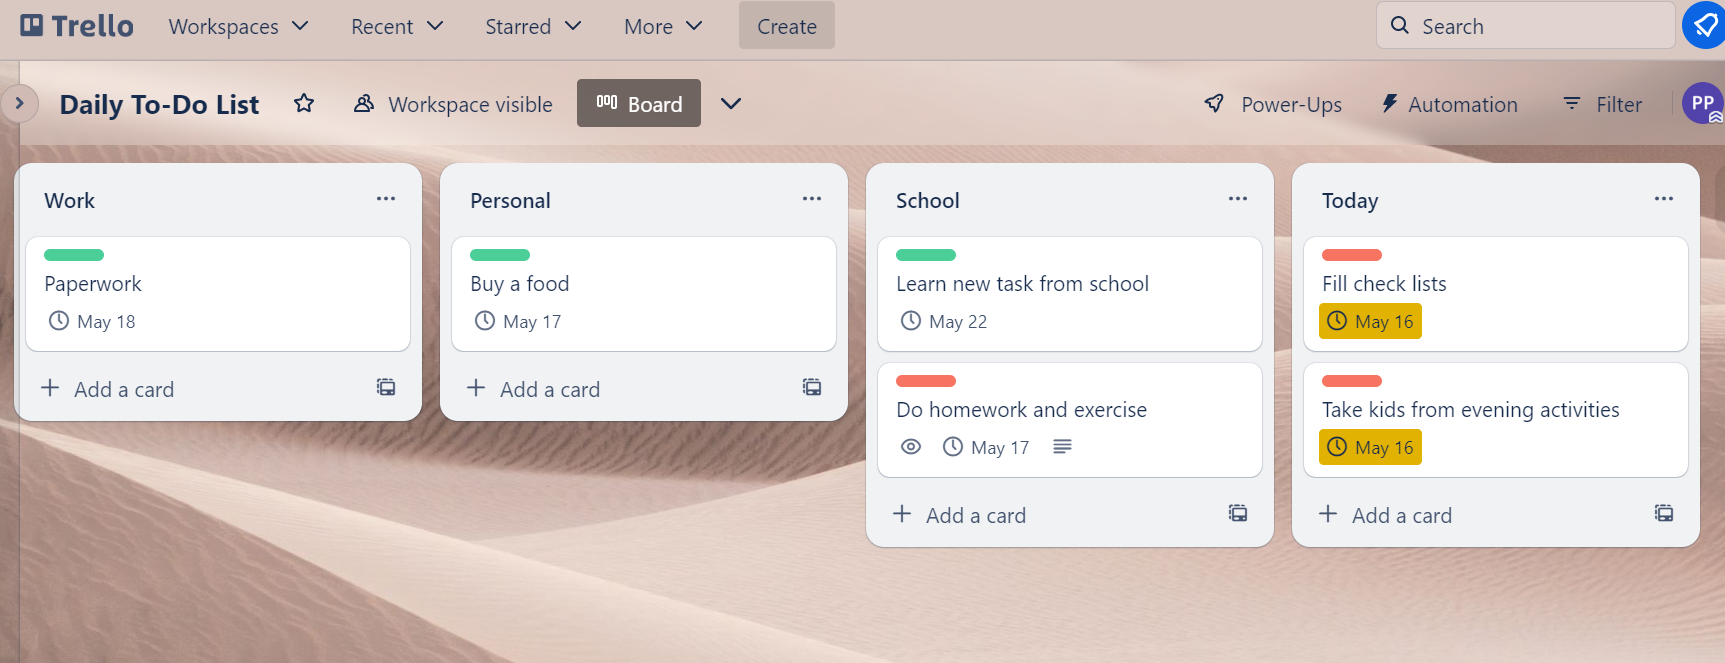 Trello Workspaces Recent Starred More Create Search
Daily To-Do List Workspace visible Board Power-Ups Automation Filter PP
Work
Paperwork
May 18
Add a card
Personal
Buy a food
May 17
Add a card
School
Learn new task from school
May 22
Do homework and exercise
May 17
Add a card
Today
Fill check lists
May 16
Take kids from evening activities
May 16
Add a card